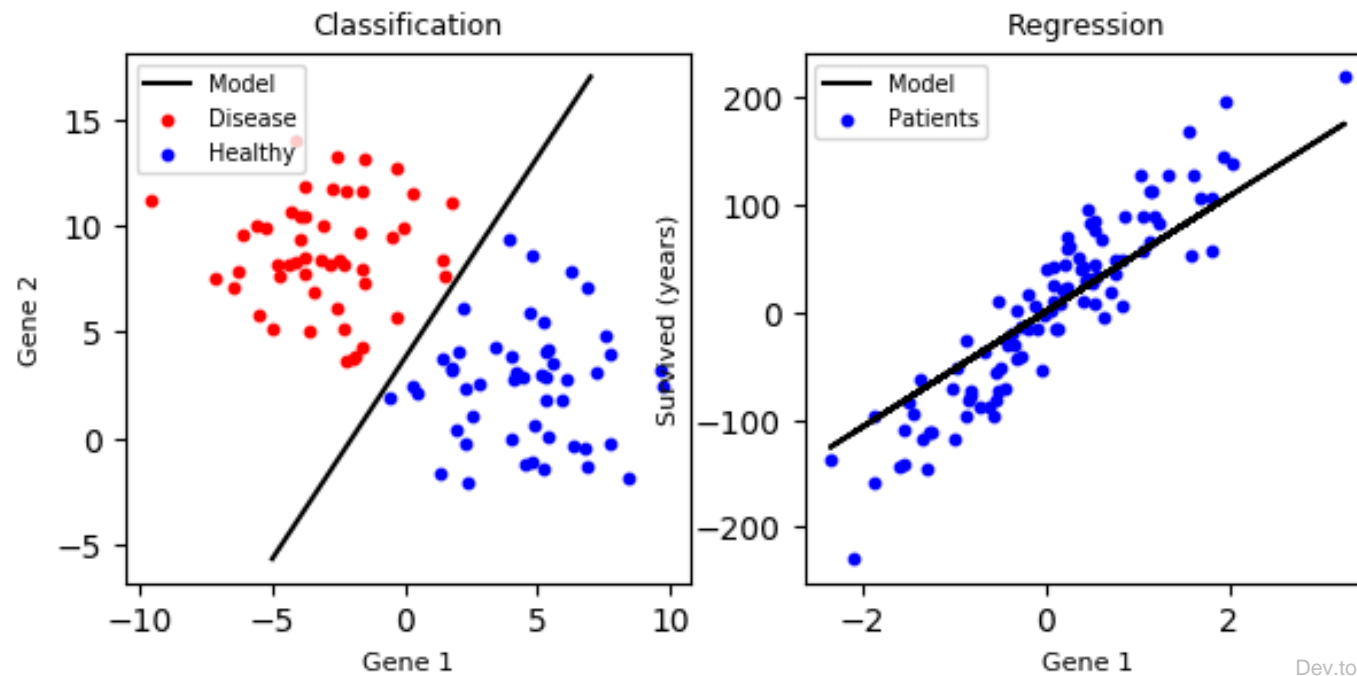 Classification
Model
Disease
Healthy
15
10
5
0
−5
Gene 2
−10
−5
0
5
10
Gene 1
Regression
Model
Patients
200
100
0
−100
−200
Survived (years)
−2
0
2
Gene 1
Dev.to